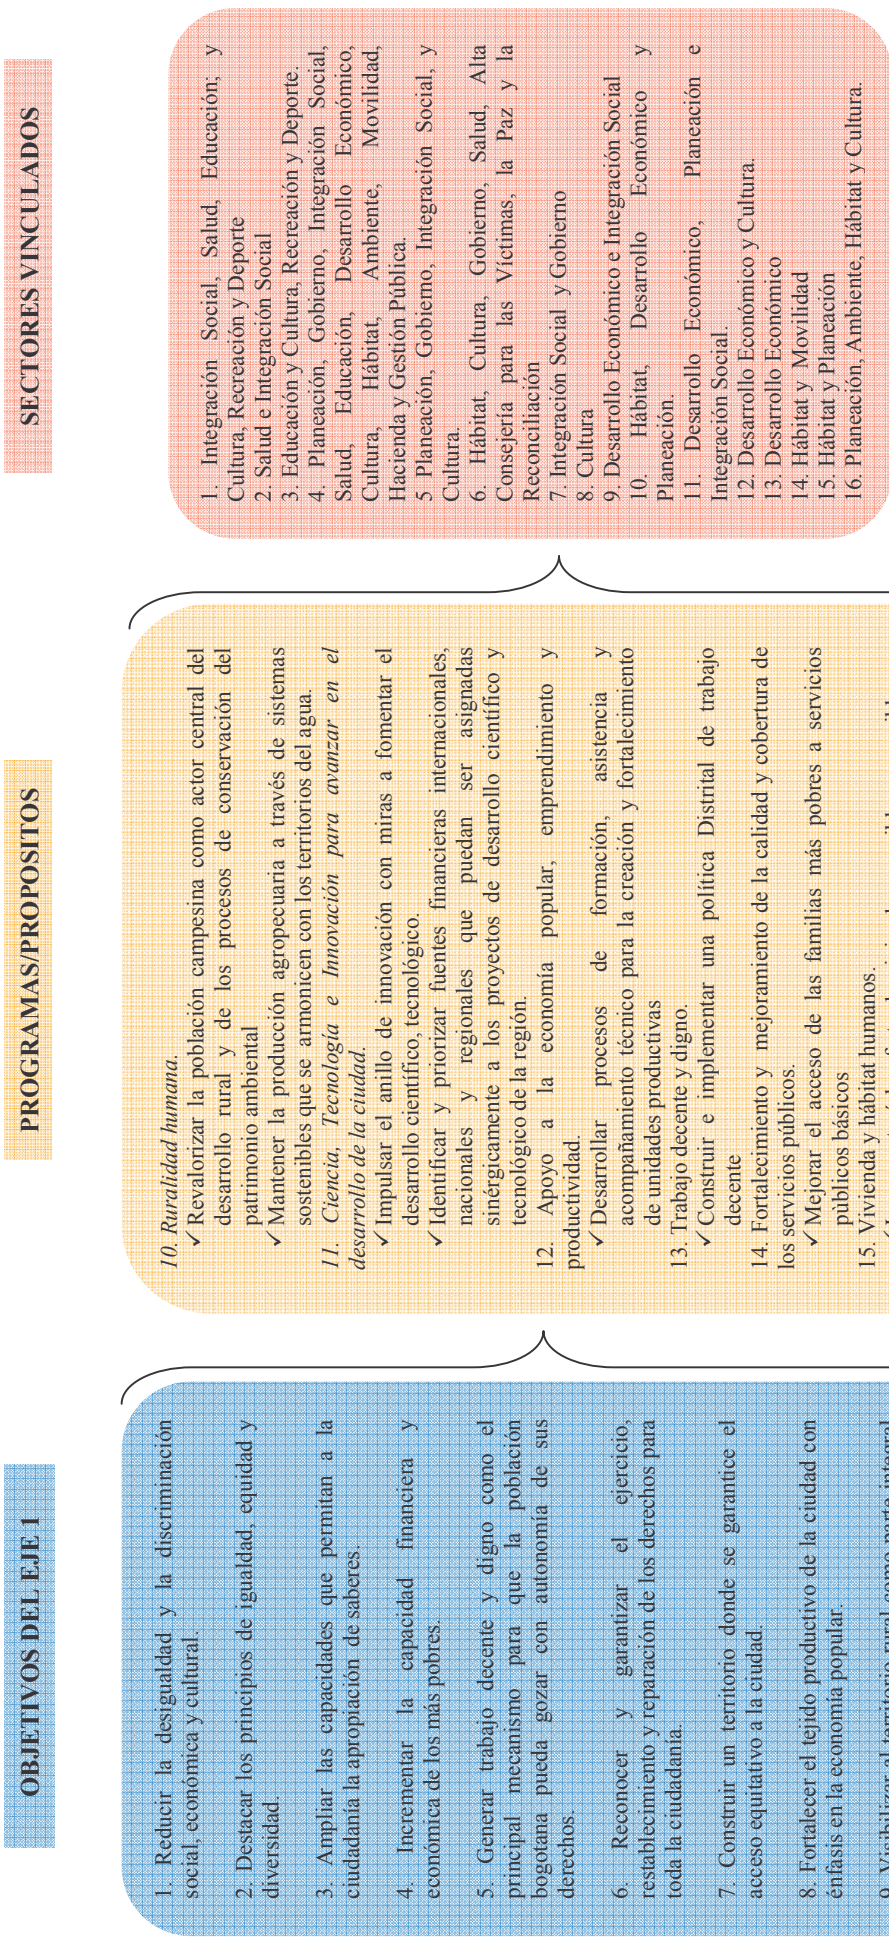 OBJETIVOS DEL EJE 1
1. Reducir la desigualdad y la discriminación
social, económica y cultural.
2. Destacar los principios de igualdad, equidad y
diversidad.
3. Ampliar las capacidades que permitan a la
ciudadanía la apropiación de saberes.
4. Incrementar la capacidad financiera y
económica de los más pobres.
5. Generar trabajo decente y digno como el
principal mecanismo para que la población
bogotana pueda gozar con autonomía de sus
derechos.
6. Reconocer y garantizar el ejercicio,
restablecimiento y reparación de los derechos para
toda la ciudadanía.
7. Construir un territorio donde se garantice el
acceso equitativo a la ciudad.
8. Fortalecer el tejido productivo de la ciudad con
énfasis en la economía popular.
9. Visibilizar al territorio rural como parte integral
PROGRAMAS/PROPOSITOS
10. Ruralidad humana.
✓ Revalorizar la población campesina como actor central del
desarrollo rural y de los procesos de conservación del
patrimonio ambiental
✓ Mantener la producción agropecuaria a través de sistemas
sostenibles que se armonicen con los territorios del agua.
11. Ciencia, Tecnología e Innovación para avanzar en el
desarrollo de la ciudad.
✓ Impulsar el anillo de innovación con miras a fomentar el
desarrollo científico, tecnológico.
✓ Identificar y priorizar fuentes financieras internacionales,
nacionales y regionales que puedan ser asignadas
sinérgicamente a los proyectos de desarrollo científico y
tecnológico de la región.
12. Apoyo a la economía popular, emprendimiento y
productividad.
✓ Desarrollar procesos de formación, asistencia y
acompañamiento técnico para la creación y fortalecimiento
de unidades productivas
13. Trabajo decente y digno.
✓ Construir e implementar una política Distrital de trabajo
decente
14. Fortalecimiento y mejoramiento de la calidad y cobertura de
los servicios públicos.
✓ Mejorar el acceso de las familias más pobres a servicios
pùblicos básicos
15. Vivienda y hábitat humanos.
SECTORES VINCULADOS
1. Integración Social, Salud, Educación; y
Cultura, Recreación y Deporte
2. Salud e Integración Social
3. Educación y Cultura, Recreación y Deporte.
4. Planeación, Gobierno, Integración Social,
Salud, Educación, Desarrollo Económico,
Cultura, Hábitat, Ambiente, Movilidad,
Hacienda y Gestión Pública.
5 Planeación, Gobierno, Integración Social, y
Cultura.
6. Hábitat, Cultura, Gobierno, Salud, Alta
Consejería para las Víctimas, la Paz y la
Reconciliación
7. Integración Social y Gobierno
8. Cultura
9. Desarrollo Económico e Integración Social
10. Hábitat, Desarrollo Económico y
Planeación.
11. Desarrollo Económico, Planeación e
Integración Social.
12. Desarrollo Económico y Cultura.
13. Desarrollo Económico
14. Hábitat y Movilidad
15. Hábitat y Planeación
16. Planeación, Ambiente, Hábitat y Cultura.